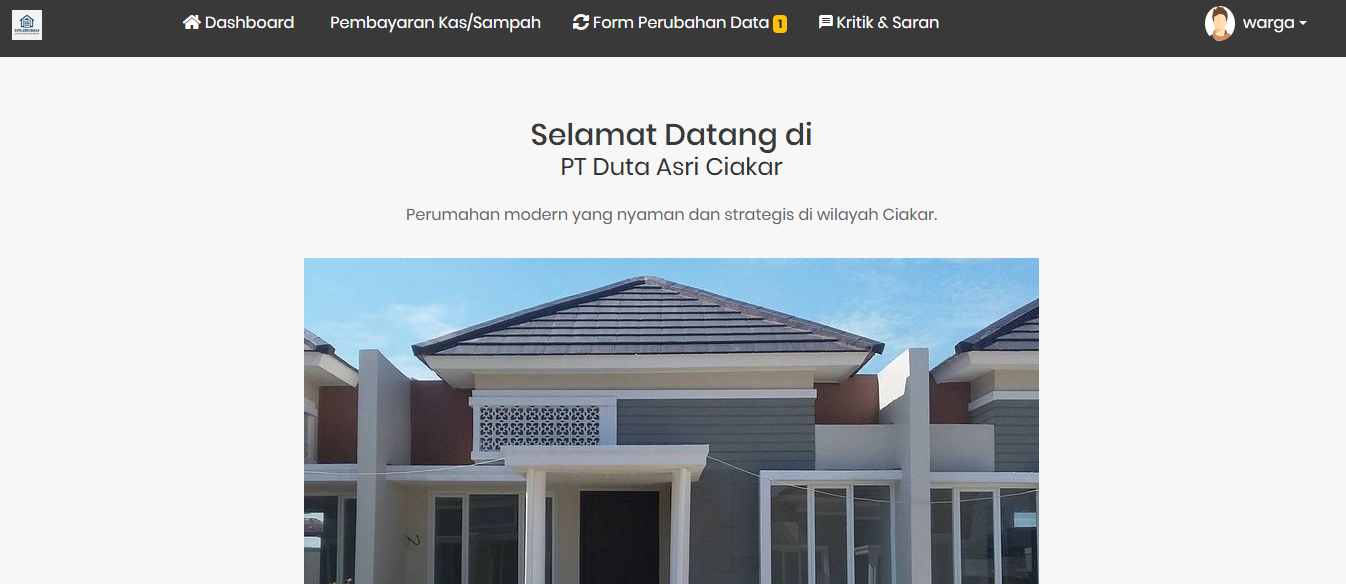 Dashboard
Pembayaran Kas/Sampah
Form Perubahan Data 1
Kritik & Saran
warga
Selamat Datang di
PT Duta Asri Ciakar
Perumahan modern yang nyaman dan strategis di wilayah Ciakar.